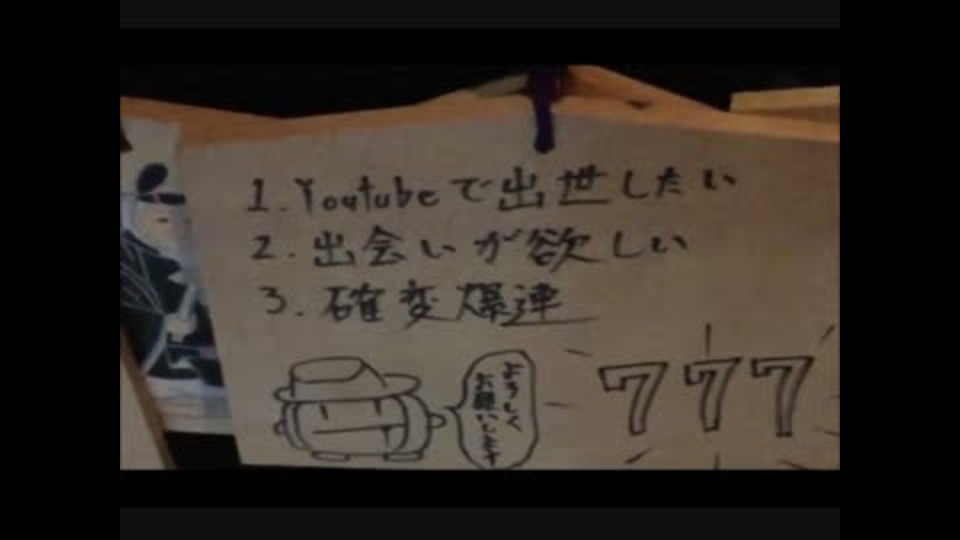 1. Youtubeで出世したい
2. 出会いが欲しい
3. 確変爆連
よろしく
お願いします
777